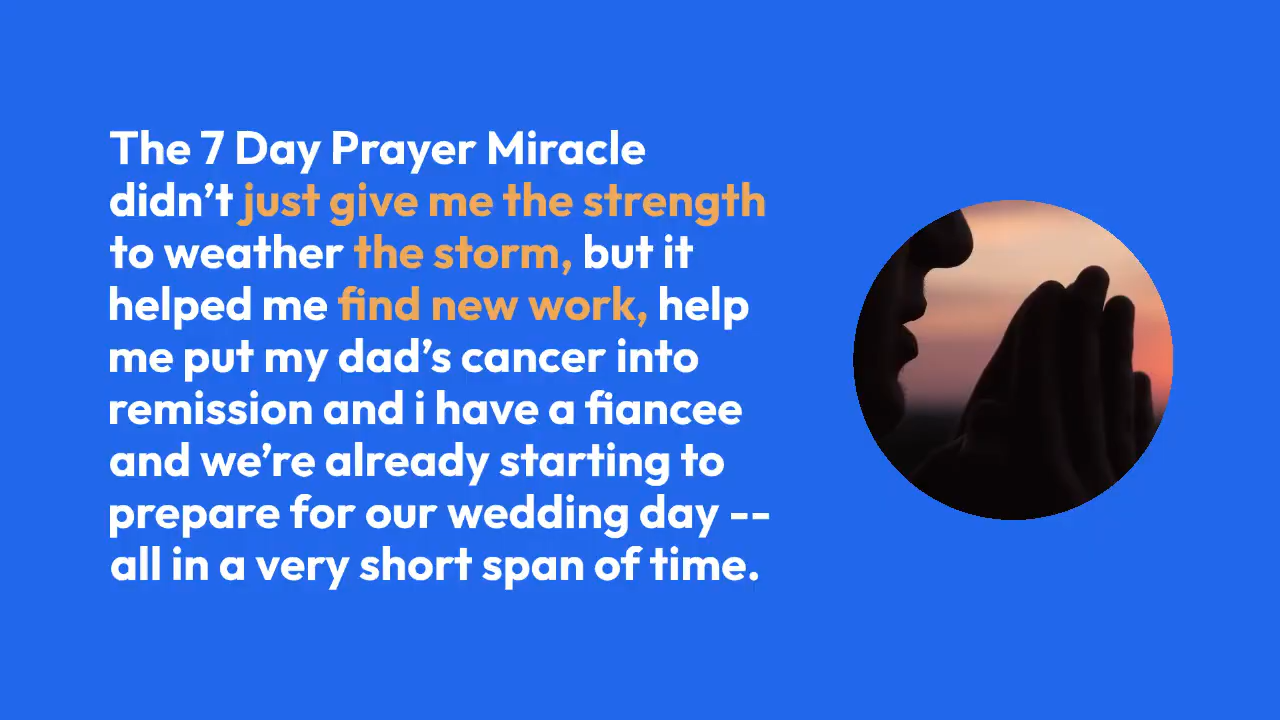 The 7 Day Prayer Miracle
didn’t just give me the strength
to weather the storm, but it
helped me find new work, help
me put my dad’s cancer into
remission and i have a fiancee
and we’re already starting to
prepare for our wedding day --
all in a very short span of time.